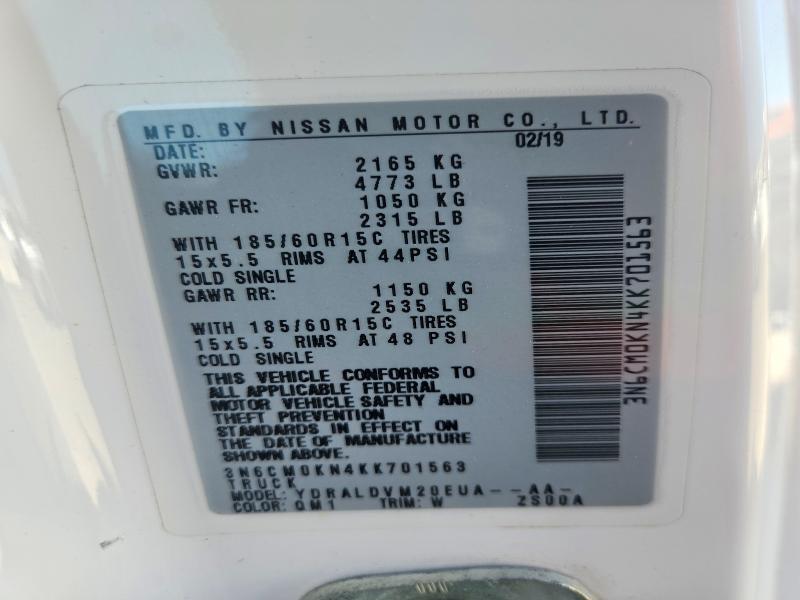 MFD. BY NISSAN MOTOR CO., LTD.
DATE: 02/19
GVWR: 2165 KG
4773 LB
GAWR FR: 1050 KG
2315 LB
WITH 185/60R15C TIRES
15x5.5 RIMS AT 44PSI
COLD SINGLE
GAWR RR: 1150 KG
2535 LB
WITH 185/60R15C TIRES
15x5.5 RIMS AT 48 PSI
COLD SINGLE
THIS VEHICLE CONFORMS TO
ALL APPLICABLE FEDERAL
MOTOR VEHICLE SAFETY AND
THEFT PREVENTION
STANDARDS IN EFFECT ON
THE DATE OF MANUFACTURE
SHOWN ABOVE.
3N6CM0KN4KK701563
TRUCK
MODEL: YDRALDVM20EUA--AA-
COLOR: QM1 TRIM: W ZS00A
3N6CM0KN4KK701563
000